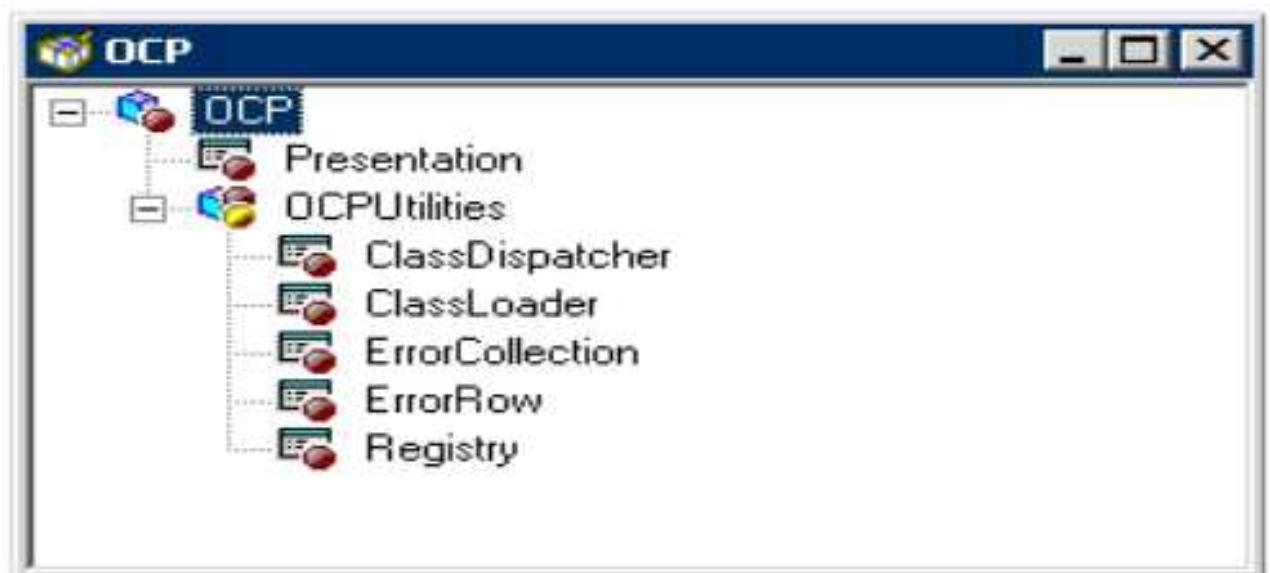 OCP
OCP
Presentation
OCPUtilities
ClassDispatcher
ClassLoader
ErrorCollection
ErrorRow
Registry